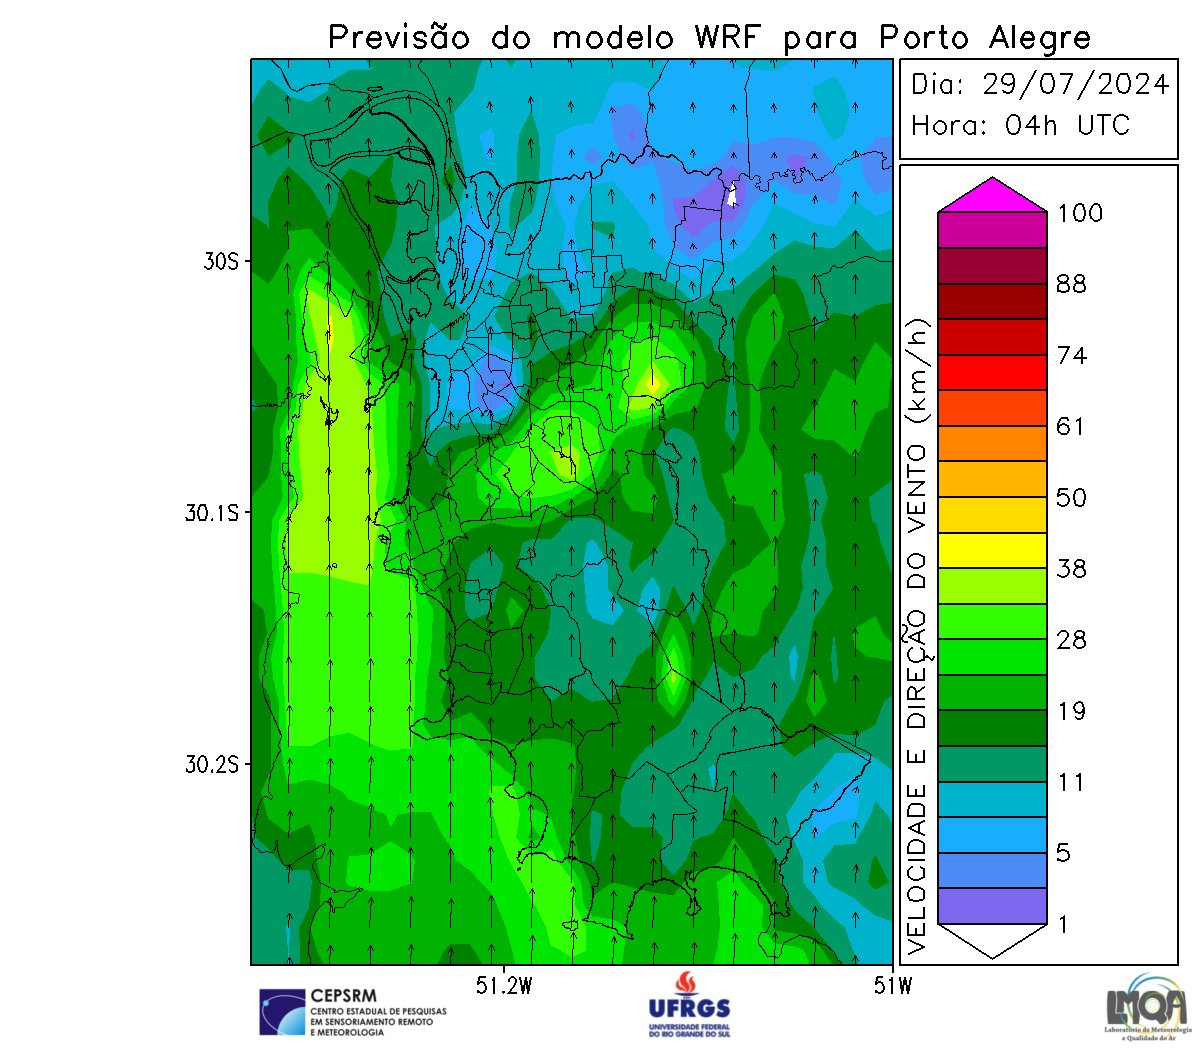 Previsão do modelo WRF para Porto Alegre
Dia: 29/07/2024
Hora: 04h UTC
30S
30.1S
30.2S
51.2W
51W
VELOCIDADE E DIREÇÃO DO VENTO (km/h)
100
88
74
61
50
38
28
19
11
5
1
CEPSRM
CENTRO ESTADUAL DE PESQUISAS
EM SENSORIAMENTO REMOTO
E METEOROLOGIA
UFRGS
UNIVERSIDADE FEDERAL
DO RIO GRANDE DO SUL
LMQA
Laboratório de Meteorologia
e Qualidade do Ar